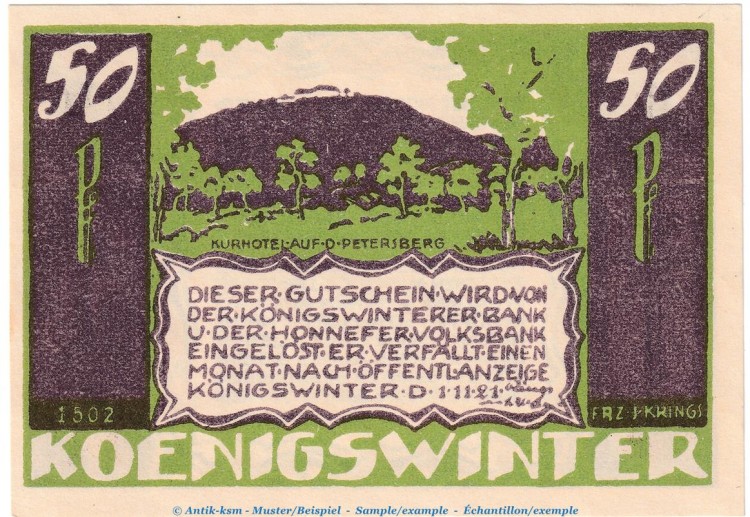 50 50
Pf Pf
KURHOTEL·AUF·D·PETERSBERG
DIESER·GUTSCHEIN·WIRD·VON
DER·KÖNIGSWINTERER·BANK
U·DER·HONNEFER·VOLKSBANK
EINGELÖST·ER·VERFÄLLT·EINEN
MONAT·NACH·ÖFFENTL·ANZEIGE
KÖNIGSWINTER·D·1·11·21·
1502
FRZ J·KRINGS
KOENIGSWINTER
© Antik-ksm - Muster/Beispiel - Sample/example - Échantillon/exemple